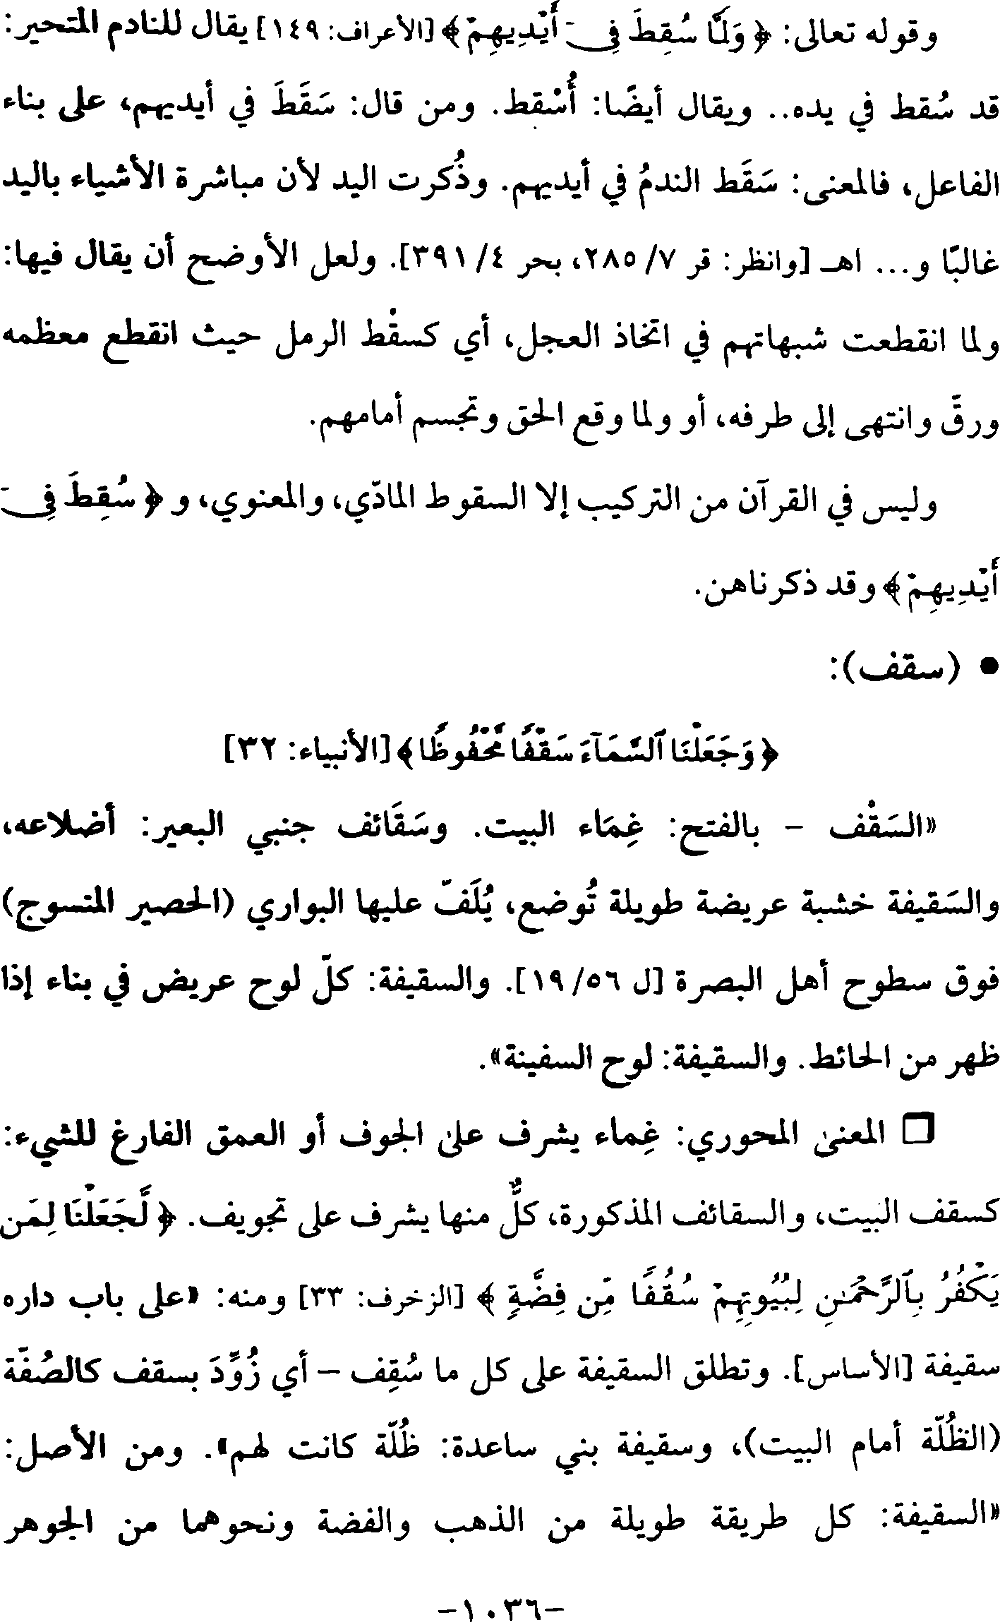 وقوله تعالى: ﴿ وَلَمَّا سُقِطَ فِىٓ أَيْدِيهِمْ ﴾ [الأعراف: ١٤٩] يقال للنادم المتحير:
قد سُقط في يده.. ويقال أيضًا: أُسْقط. ومن قال: سَقَطَ في أيديهم، على بناء
الفاعل، فالمعنى: سَقَط الندمُ في أيديهم. وذُكرت اليد لأن مباشرة الأشياء باليد
غالبًا و... اهـ [وانظر: قر ٧/ ٢٨٥، بحر ٤/ ٣٩١]. ولعل الأوضح أن يقال فيها:
ولما انقطعت شبهاتهم في اتخاذ العجل، أي كسقْط الرمل حيث انقطع معظمه
ورقَّ وانتهى إلى طرفه، أو ولما وقع الحق وتجسم أمامهم.
وليس في القرآن من التركيب إلا السقوط المادّي، والمعنوي، و ﴿ سُقِطَ فِىٓ
أَيْدِيهِمْ ﴾ وقد ذكرناهن.
• (سقف):
﴿ وَجَعَلْنَا ٱلسَّمَآءَ سَقْفًا مَّحْفُوظًا ﴾ [الأنبياء: ٣٢]
«السَقْف – بالفتح: غِمَاء البيت. وسَقَائف جنبي البعير: أضلاعه،
والسَقيفة خشبة عريضة طويلة تُوضع، يُلَفّ عليها البواري (الحصير المنسوج)
فوق سطوح أهل البصرة [ل ٥٦/ ١٩]. والسقيفة: كلّ لوح عريض في بناء إذا
ظهر من الحائط. والسقيفة: لوح السفينة».
❒ المعنىٰ المحوري: غِماء يشرف علىٰ الجوف أو العمق الفارغ للشيء:
كسقف البيت، والسقائف المذكورة، كلٌّ منها يشرف على تجويف. ﴿ لَّجَعَلْنَا لِمَن
يَكْفُرُ بِٱلرَّحْمَٰنِ لِبُيُوتِهِمْ سُقُفًا مِّن فِضَّةٍ ﴾ [الزخرف: ٣٣] ومنه: «على باب داره
سقيفة [الأساس]. وتطلق السقيفة على كل ما سُقِف – أي زُوِّدَ بسقف كالصُفّة
(الظُلّة أمام البيت)، وسقيفة بني ساعدة: ظُلّة كانت لهم». ومن الأصل:
«السقيفة: كل طريقة طويلة من الذهب والفضة ونحوهما من الجوهر
-١٠٣٦-